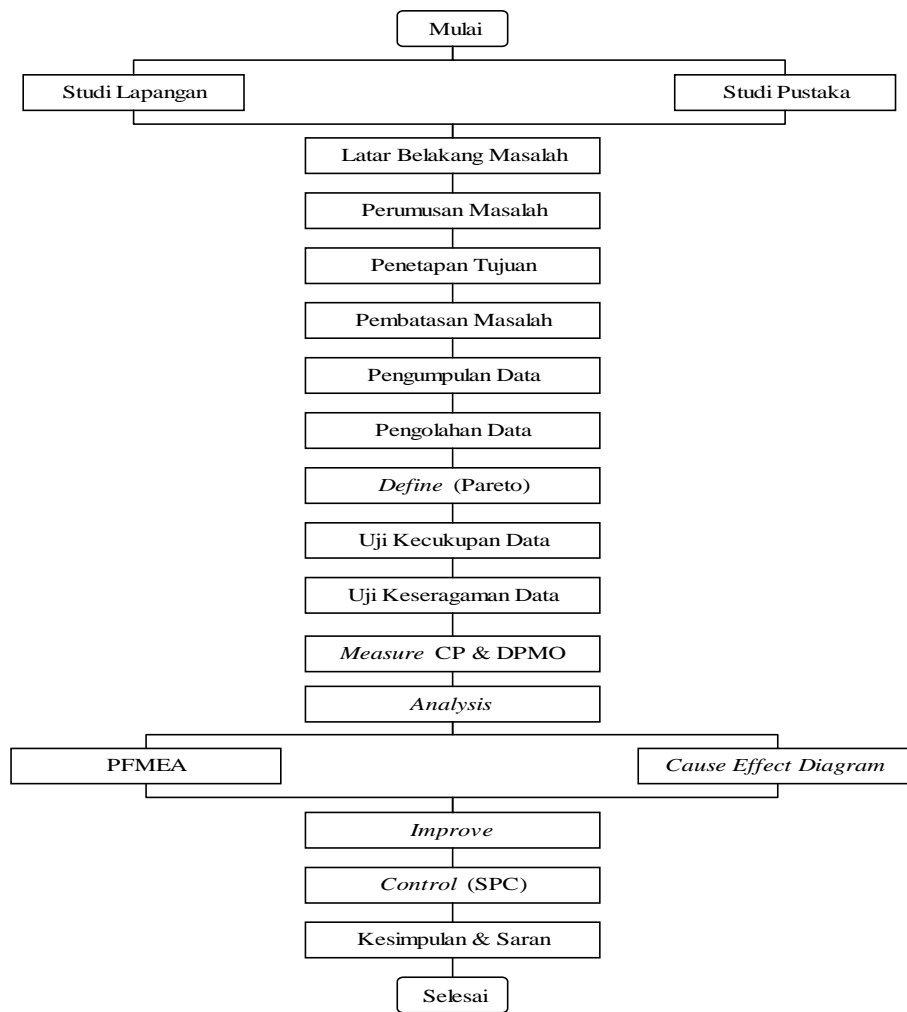 Mulai
Studi Lapangan
Studi Pustaka
Latar Belakang Masalah
Perumusan Masalah
Penetapan Tujuan
Pembatasan Masalah
Pengumpulan Data
Pengolahan Data
Define (Pareto)
Uji Kecukupan Data
Uji Keseragaman Data
Measure CP & DPMO
Analysis
PFMEA
Cause Effect Diagram
Improve
Control (SPC)
Kesimpulan & Saran
Selesai